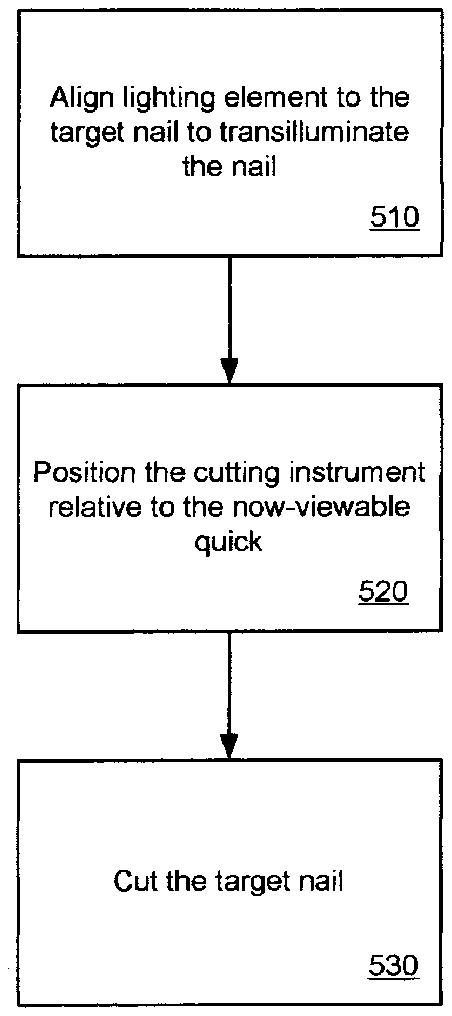 Align lighting element to the
target nail to transilluminate
the nail
510
Position the cutting instrument
relative to the now-viewable
quick
520
Cut the target nail
530